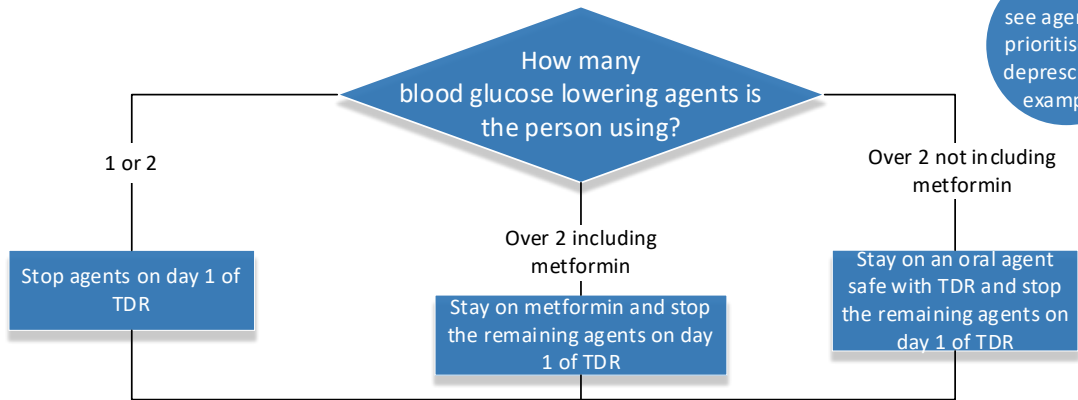 How many
blood glucose lowering agents is
the person using?
see
1 or 2
Over 2 including
metformin
Over 2 not including
metformin
Stop agents on day 1 of
TDR
Stay on metformin and stop
the remaining agents on day
1 of TDR
Stay on an oral agent
safe with TDR and stop
the remaining agents on
day 1 of TDR